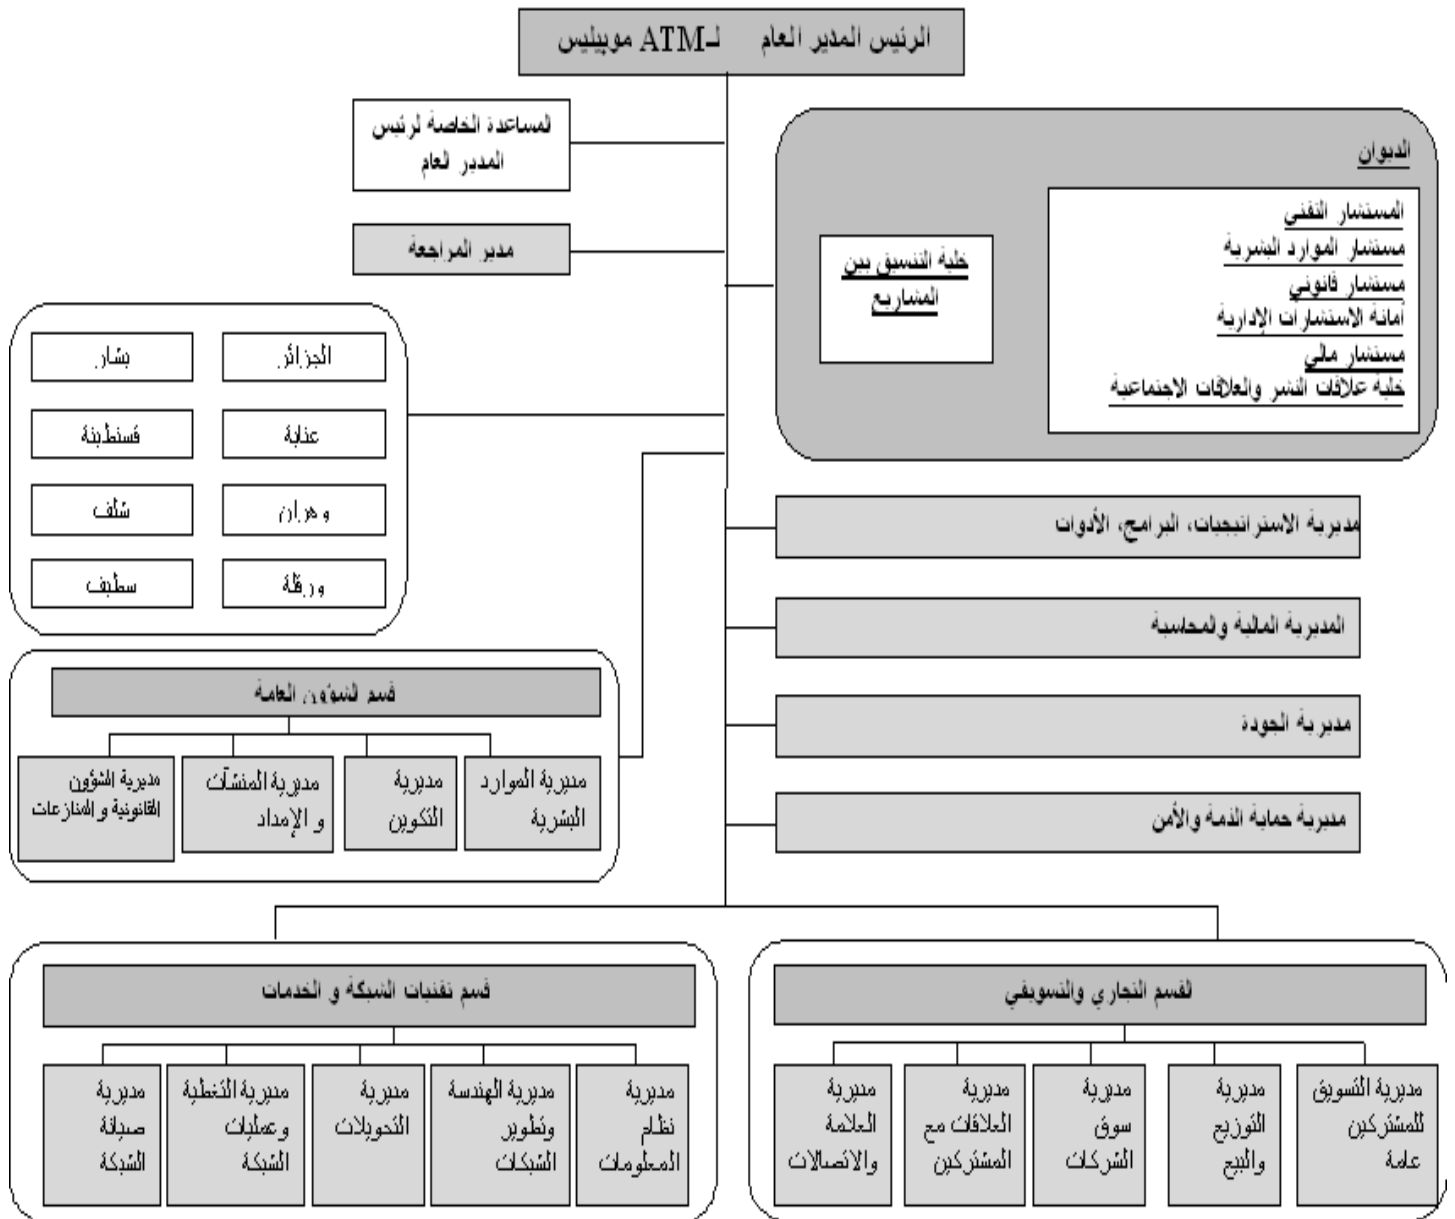 الرئيس المدير العام لـATM موبيليس
المساعدة الخاصة لرئيس
المدير العام
مدير المراجعة
الديوان
المستشار التقني
مستشار الموارد البشرية
مستشار قانوني
أمانة الاستشارات الإدارية
مستشار مالي
خلية علاقات النشر والعلاقات الاجتماعية
خلية التنسيق بين
المشاريع
الجزائر
بشار
عنابة
قسنطينة
وهران
شلف
ورقلة
سطيف
مديرية الاستراتيجيات، البرامج، الأدوات
المديرية المالية والمحاسبة
مديرية الجودة
مديرية حماية الذمة والأمن
قسم الشؤون العامة
مديرية الموارد
البشرية
مديرية
التكوين
مديرية المنشآت
و الإمداد
مديرية الشؤون
القانونية و المنازعات
القسم التجاري والتسويقي
مديرية التسويق
للمشتركين
عامة
مديرية
التوزيع
والبيع
مديرية
سوق
الشركات
مديرية
العلاقات مع
المشتركين
مديرية
العلامة
والاتصالات
قسم تقنيات الشبكة و الخدمات
مديرية
نظام
المعلومات
مديرية الهندسة
وتطوير
الشبكات
مديرية
التحويلات
مديرية التغطية
وعمليات
الشبكة
مديرية
صيانة
الشبكة